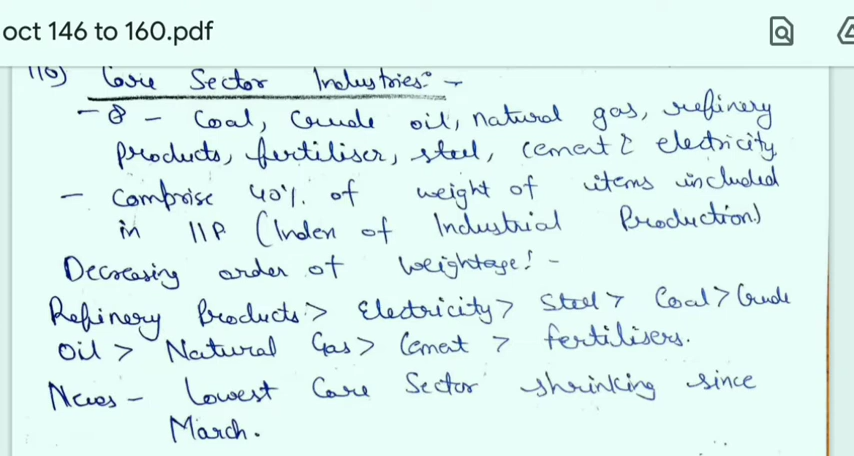 oct 146 to 160.pdf
116) Core Sector Industries:-
- 8 - Coal, Crude oil, natural gas, refinery
products, fertiliser, steel, cement & electricity.
- Comprise 40% of weight of items included
in IIP (Index of Industrial Production)
Decreasing order of weightage:-
Refinery Products > Electricity > Steel > Coal > Crude
Oil > Natural Gas > Cement > fertilisers.
News - Lowest Core Sector shrinking since
March.